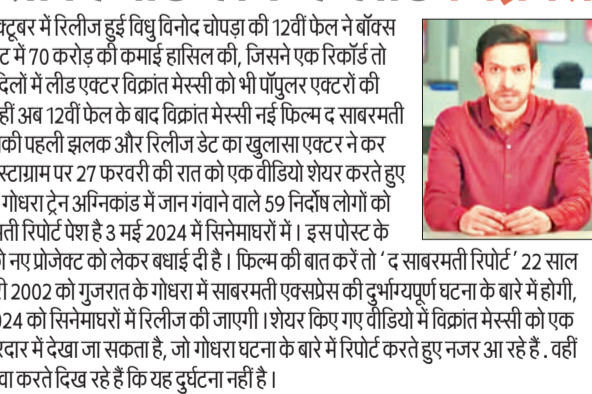 क्टूबर में रिलीज हुई विधु विनोद चोपड़ा की 12वीं फेल ने बॉक्स
ट में 70 करोड़ की कमाई हासिल की, जिसने एक रिकॉर्ड तो
दिलों में लीड एक्टर विक्रांत मेस्सी को भी पॉपुलर एक्टरों की
हीं अब 12वीं फेल के बाद विक्रांत मेस्सी नई फिल्म द साबरमती
की पहली झलक और रिलीज डेट का खुलासा एक्टर ने कर
स्टाग्राम पर 27 फरवरी की रात को एक वीडियो शेयर करते हुए
गोधरा ट्रेन अग्निकांड में जान गंवाने वाले 59 निर्दोष लोगों को
ती रिपोर्ट पेश है 3 मई 2024 में सिनेमाघरों में । इस पोस्ट के
ो नए प्रोजेक्ट को लेकर बधाई दी है । फिल्म की बात करें तो ' द साबरमती रिपोर्ट ' 22 साल
ी 2002 को गुजरात के गोधरा में साबरमती एक्सप्रेस की दुर्भाग्यपूर्ण घटना के बारे में होगी,
24 को सिनेमाघरों में रिलीज की जाएगी ।शेयर किए गए वीडियो में विक्रांत मेस्सी को एक
रदार में देखा जा सकता है, जो गोधरा घटना के बारे में रिपोर्ट करते हुए नजर आ रहे हैं . वहीं
वा करते दिख रहे हैं कि यह दुर्घटना नहीं है ।